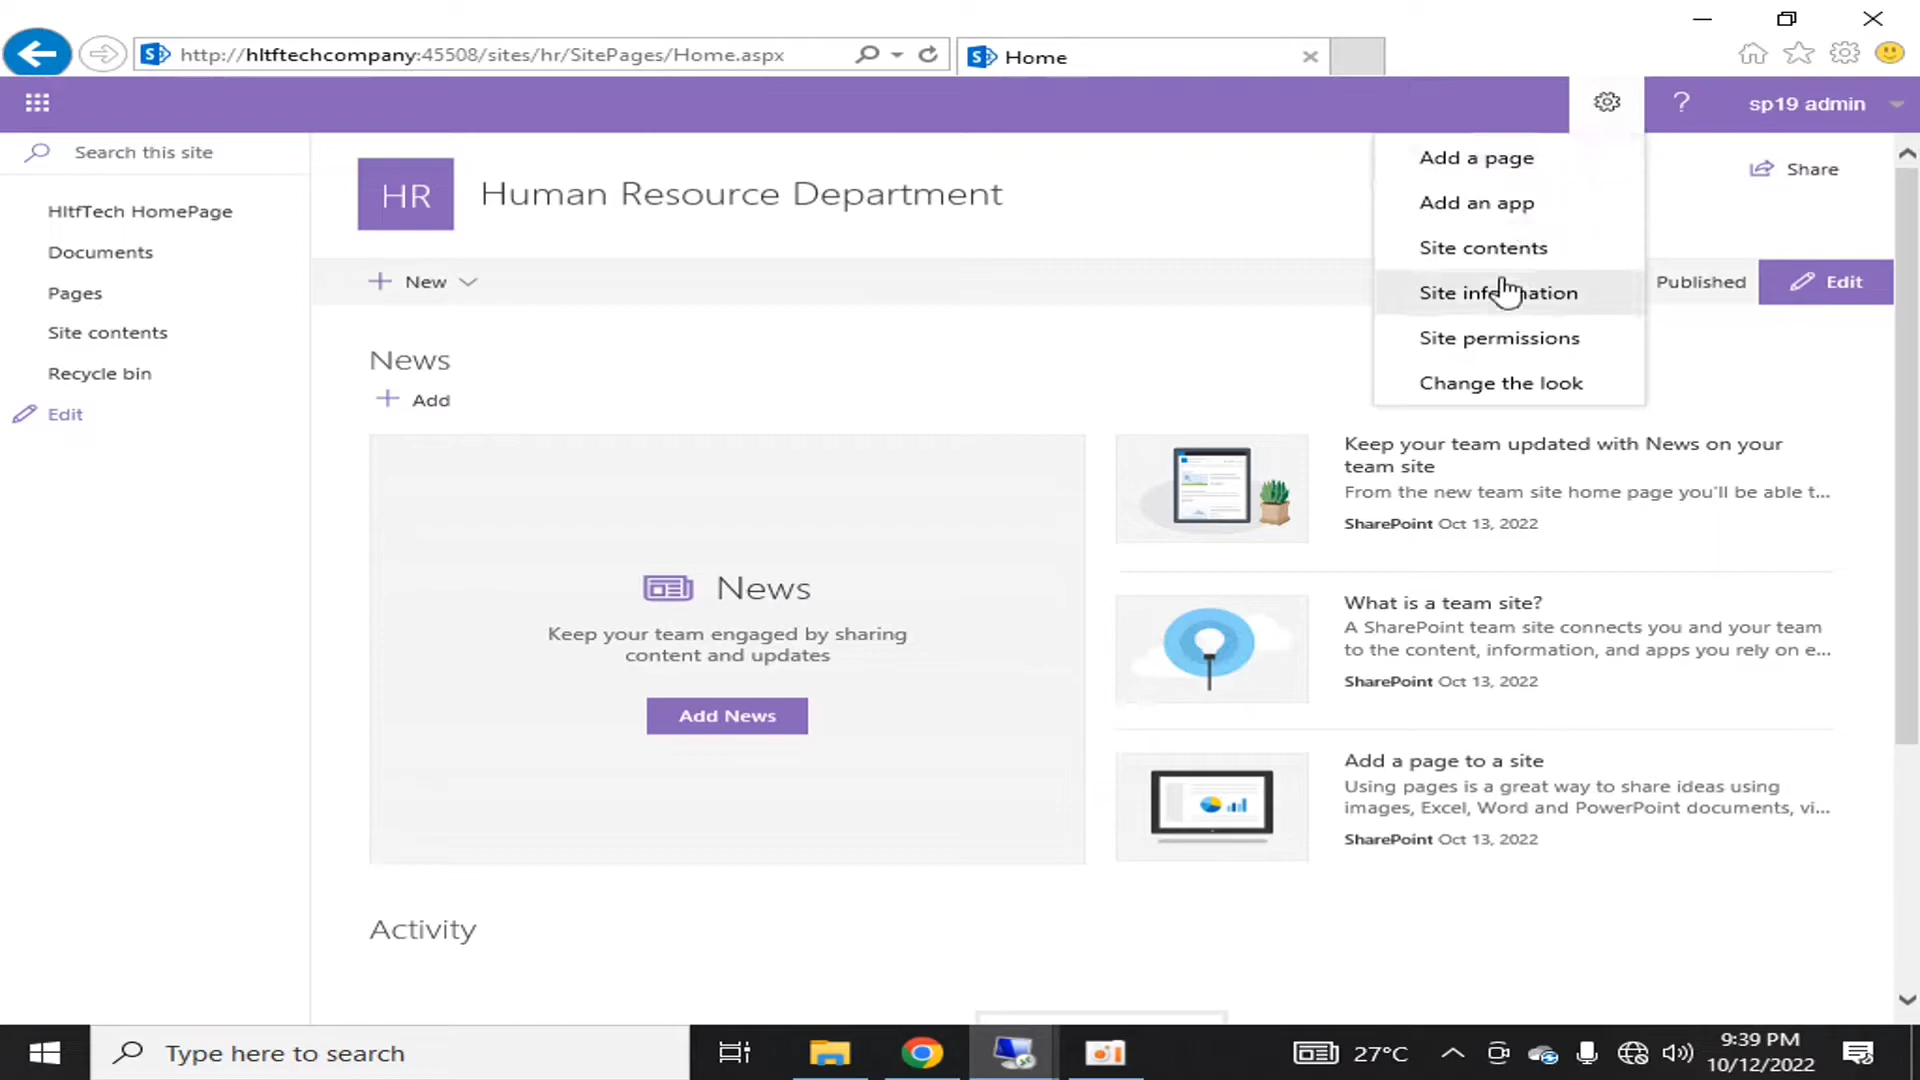 http://hltftechcompany:45508/sites/hr/SitePages/Home.aspx
Home
sp19 admin
Search this site
HltfTech HomePage
Documents
Pages
Site contents
Recycle bin
Edit
HR
Human Resource Department
Share
Add a page
Add an app
Site contents
Site information
Site permissions
Change the look
New
Published
Edit
News
Add
News
Keep your team engaged by sharing
content and updates
Add News
Keep your team updated with News on your
team site
From the new team site home page you'll be able t...
SharePoint Oct 13, 2022
What is a team site?
A SharePoint team site connects you and your team
to the content, information, and apps you rely on e...
SharePoint Oct 13, 2022
Add a page to a site
Using pages is a great way to share ideas using
images, Excel, Word and PowerPoint documents, vi...
SharePoint Oct 13, 2022
Activity
Type here to search
27°C
9:39 PM
10/12/2022